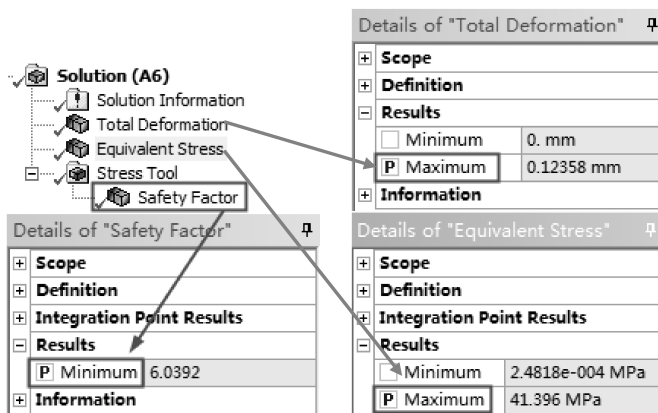 Solution (A6)
Solution Information
Total Deformation
Equivalent Stress
Stress Tool
Safety Factor
Details of "Total Deformation"
Scope
Definition
Results
Minimum 0. mm
P Maximum 0.12358 mm
Information
Details of "Safety Factor"
Scope
Definition
Integration Point Results
Results
P Minimum 6.0392
Information
Details of "Equivalent Stress"
Scope
Definition
Integration Point Results
Results
Minimum 2.4818e-004 MPa
P Maximum 41.396 MPa